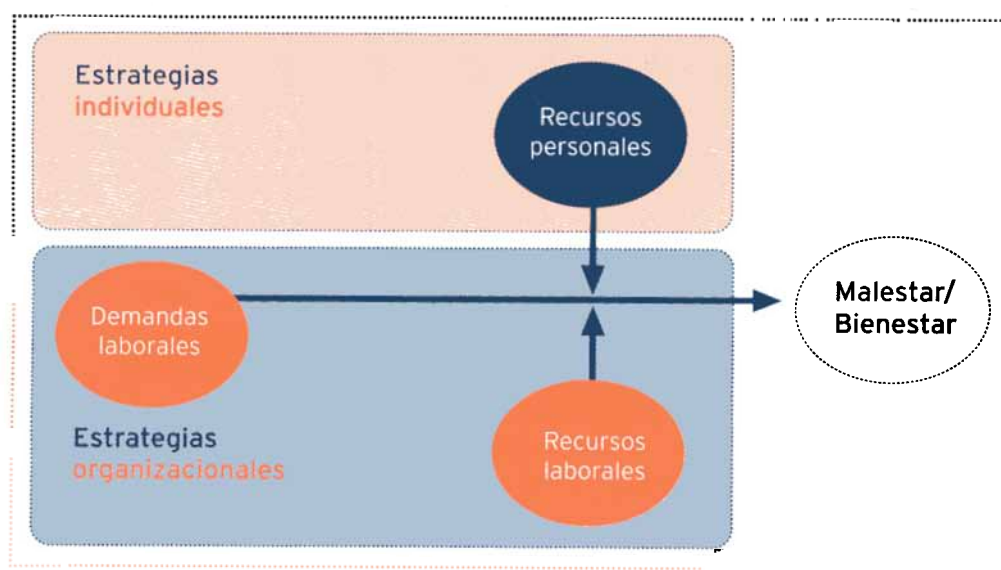 Estrategias
individuales
Recursos
personales
Demandas
laborales
Malestar/
Bienestar
Estrategias
organizacionales
Recursos
laborales